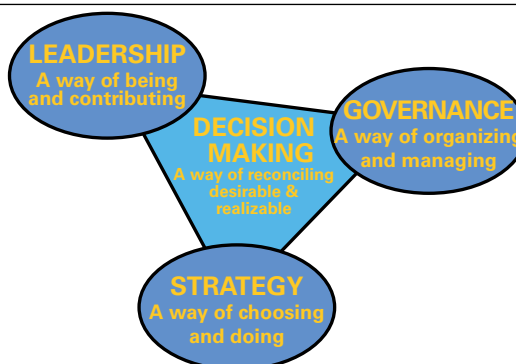 LEADERSHIP
A way of being
and contributing
GOVERNANCE
A way of organizing
and managing
DECISION
MAKING
A way of reconciling
desirable &
realizable
STRATEGY
A way of choosing
and doing